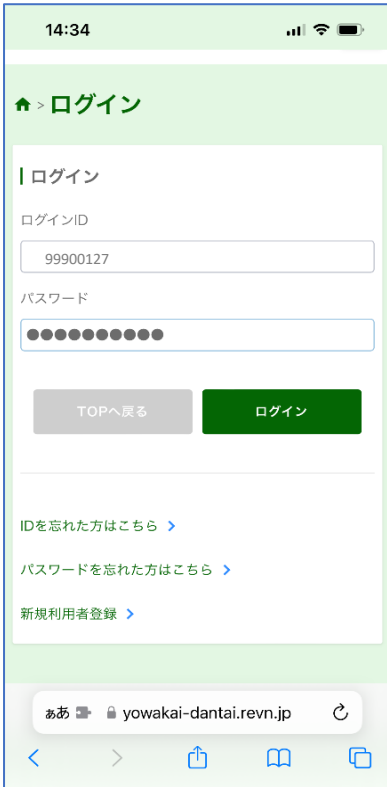 14:34
> ログイン
ログイン
ログインID
99900127
パスワード
●●●●●●●●●●
TOPへ戻る
ログイン
IDを忘れた方はこちら >
パスワードを忘れた方はこちら >
新規利用者登録 >
ぁあ yowakai-dantai.revn.jp